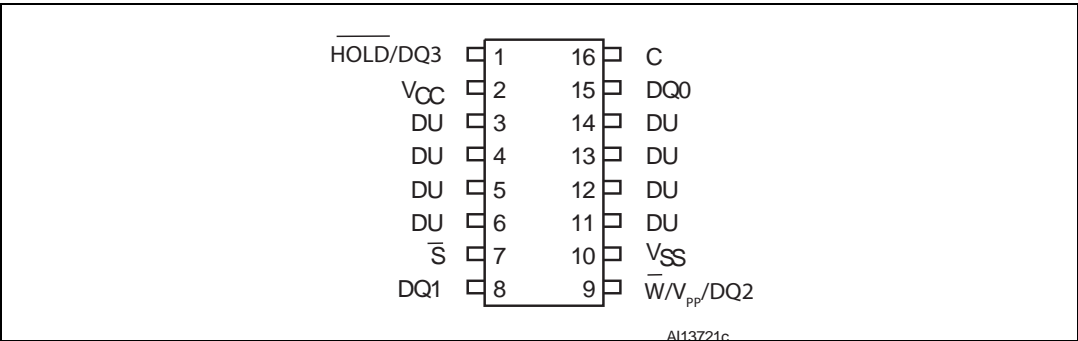 H̅O̅L̅D̅/DQ3 1 16 C
VCC 2 15 DQ0
DU 3 14 DU
DU 4 13 DU
DU 5 12 DU
DU 6 11 DU
S̅ 7 10 VSS
DQ1 8 9 W̅/VPP/DQ2
AI13721c